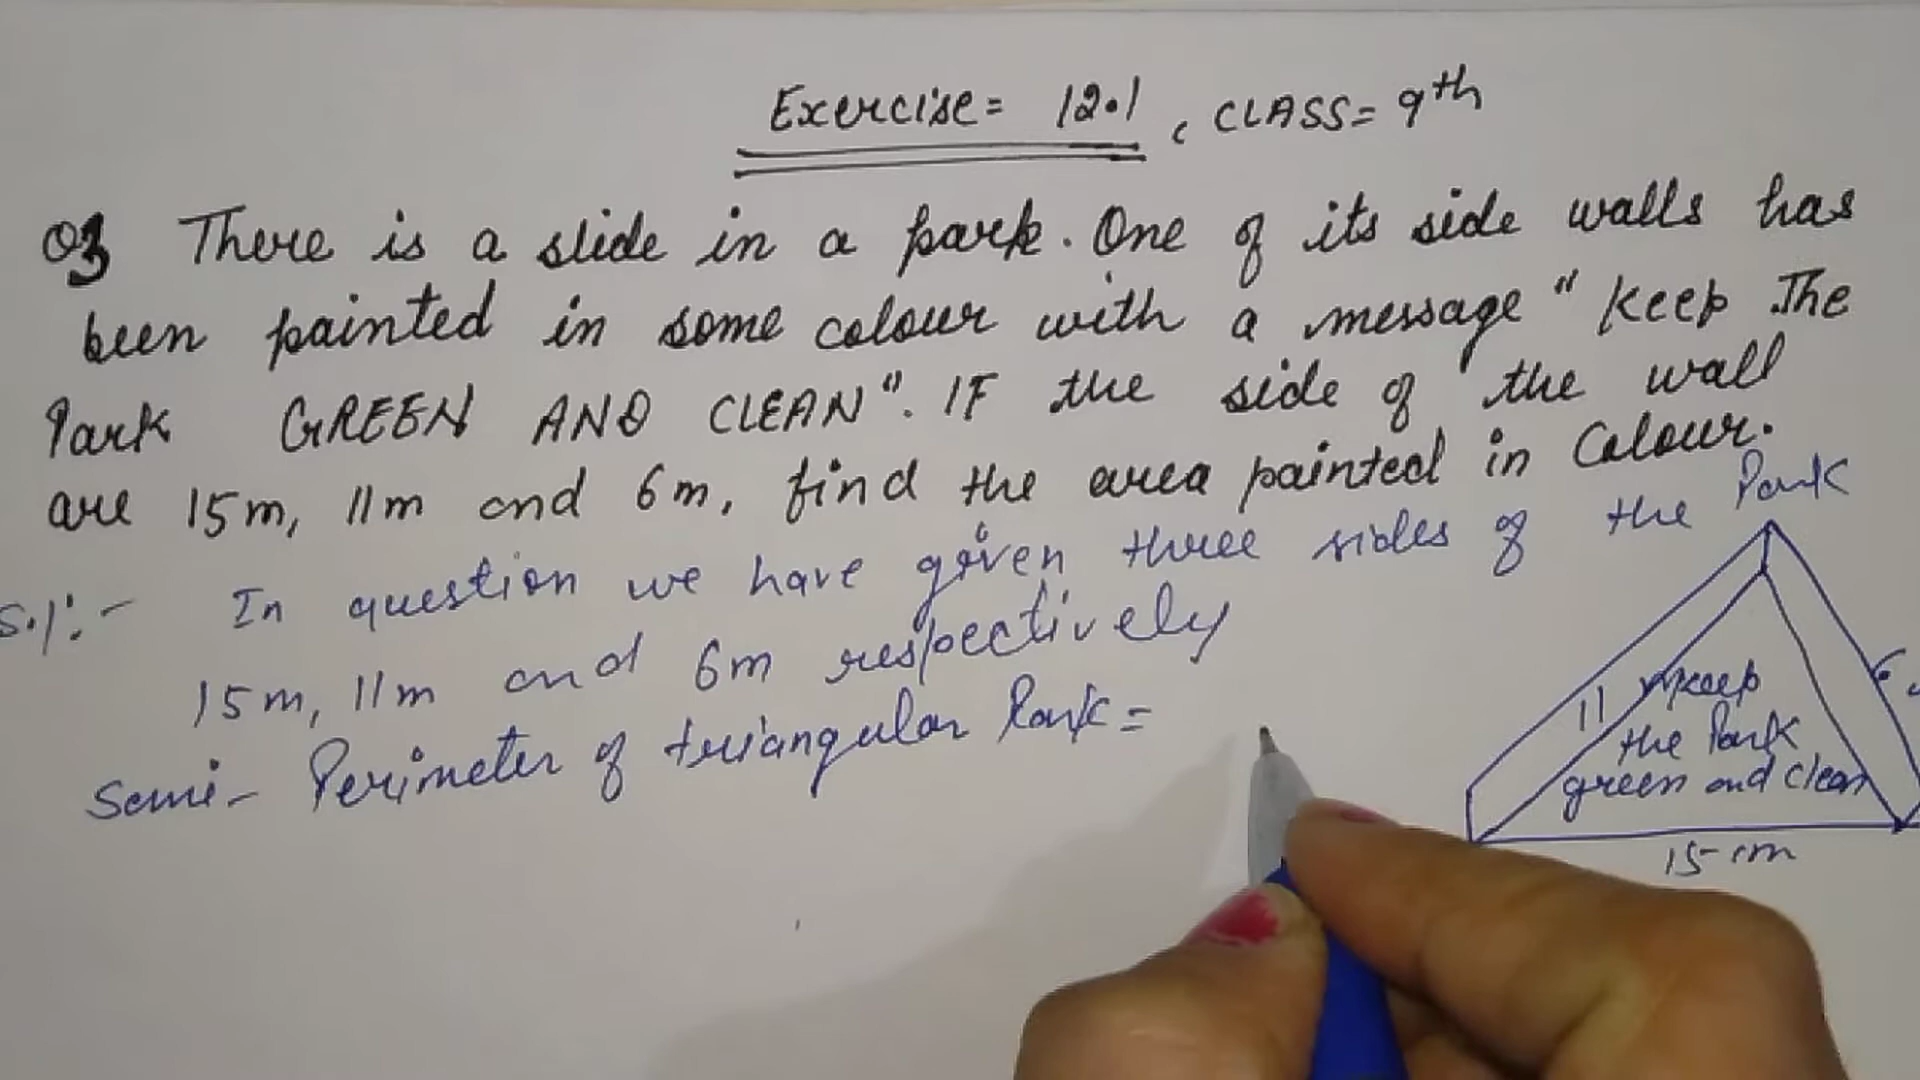 Exercise = 12.1, CLASS = 9th
Q3 There is a slide in a park. One of its side walls has
been painted in some colour with a message "Keep The
Park GREEN AND CLEAN". IF the side of the wall
are 15m, 11m and 6m, find the area painted in Colour.
Sol:- In question we have given three sides of the Park
15m, 11m and 6m respectively
Semi-Perimeter of triangular Park =
11
keep
the Park
green and clean
6
15 cm